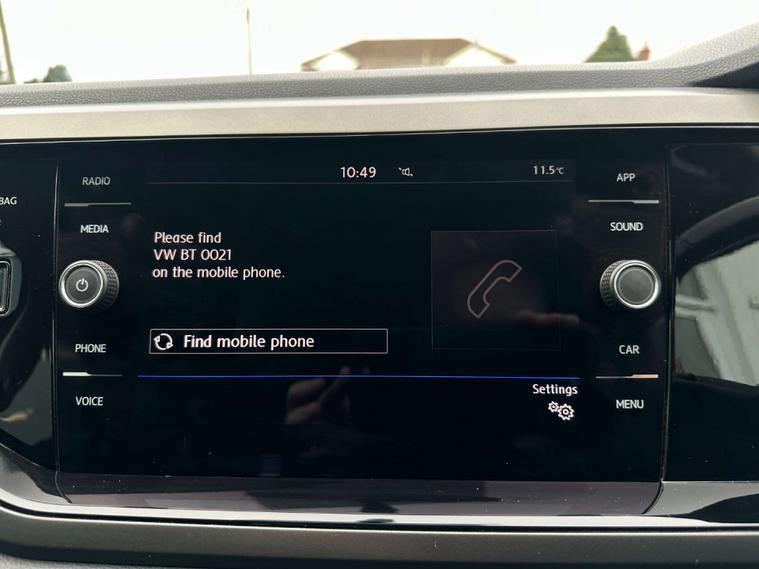 10:49
11.5°C
RADIO
MEDIA
PHONE
VOICE
Please find
VW BT 0021
on the mobile phone.
Find mobile phone
Settings
APP
SOUND
CAR
MENU
BAG